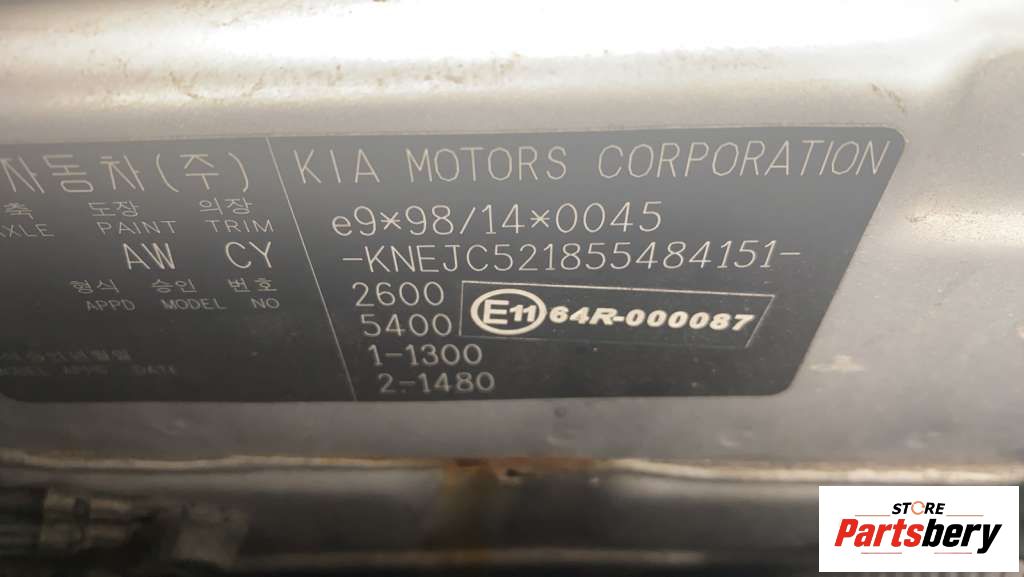 자동차(주)
KIA MOTORS CORPORATION
축 도장 의장
AXLE PAINT TRIM
AW CY
형식 승인 번호
APPD MODEL NO
e9*98/14*0045
-KNEJC521855484151-
2600
5400
1-1300
2-1480
E11 64R-000087
DATE
STORE
Partsbery